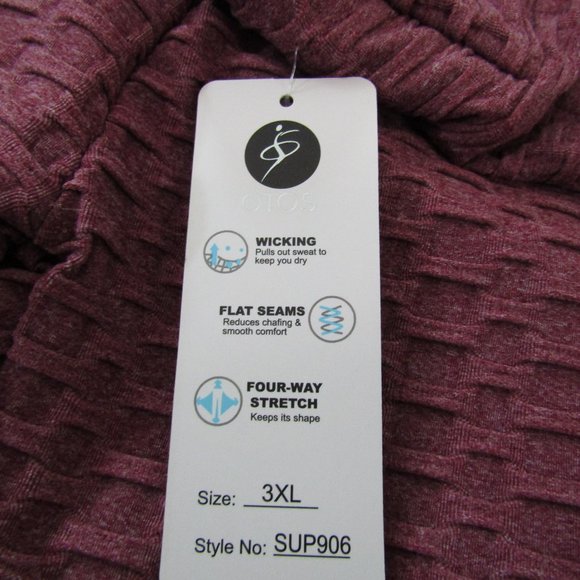 OTOS
WICKING
Pulls out sweat to
keep you dry
FLAT SEAMS
Reduces chafing &
smooth comfort
FOUR-WAY
STRETCH
Keeps its shape
Size: 3XL
Style No: SUP906